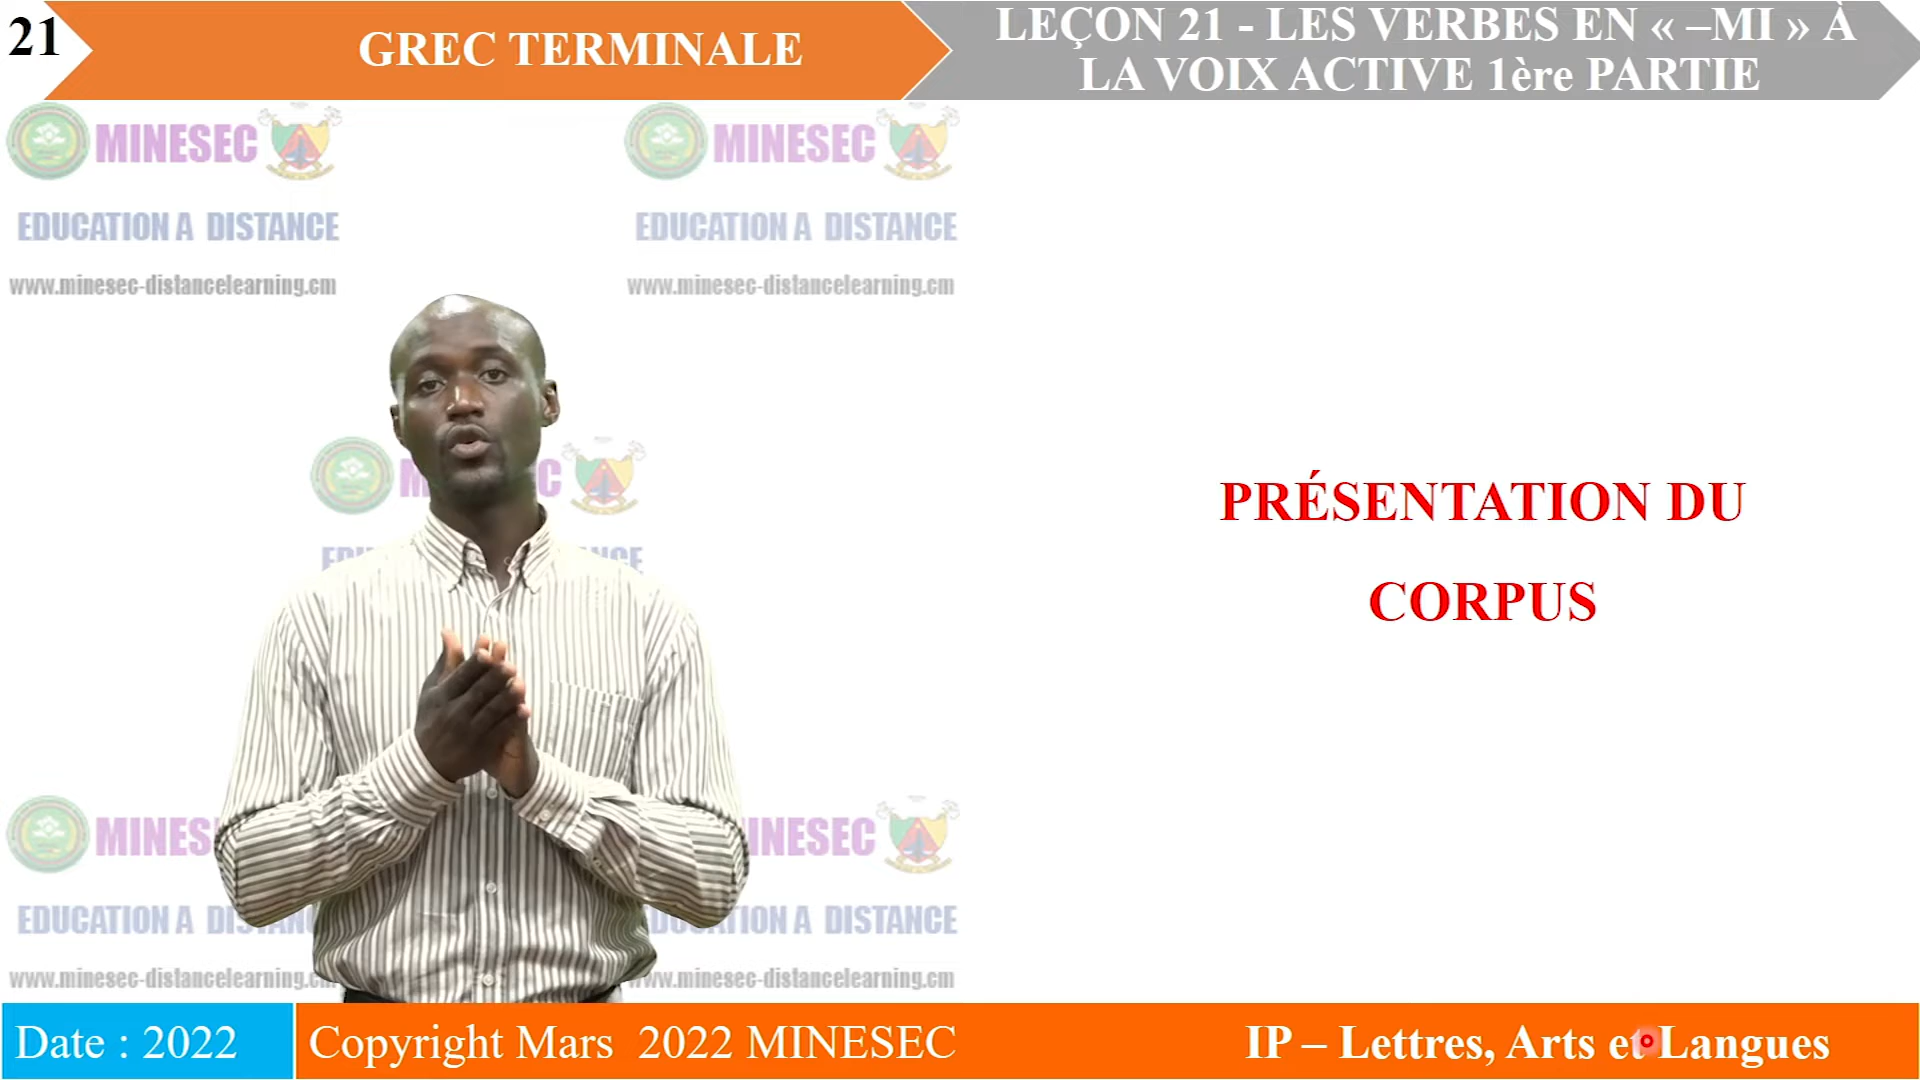 21
GREC TERMINALE
LEÇON 21 - LES VERBES EN « –MI » À
LA VOIX ACTIVE 1ère PARTIE
MINESEC
EDUCATION A DISTANCE
www.minesec-distancelearning.cm
MINESEC
EDUCATION A DISTANCE
www.minesec-distancelearning.cm
PRÉSENTATION DU
CORPUS
MINESEC
EDUCATION A DISTANCE
www.minesec-distancelearning.cm
Date : 2022
Copyright Mars 2022 MINESEC
IP – Lettres, Arts et Langues